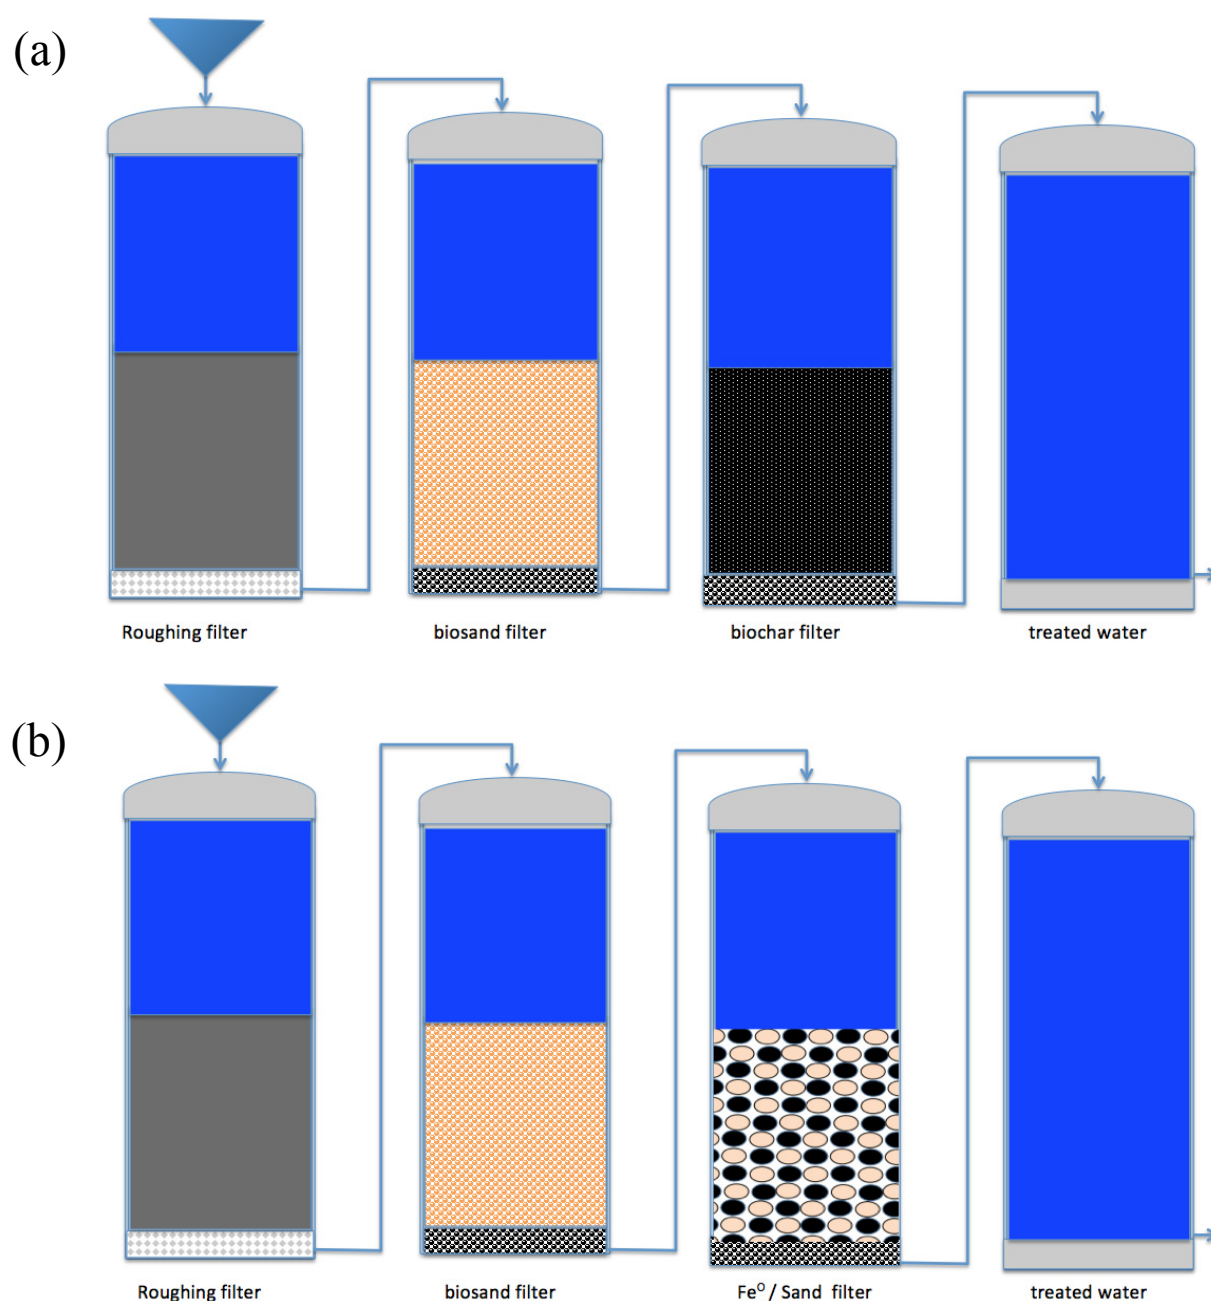 (a)
Roughing filter biosand filter biochar filter treated water
(b)
Roughing filter biosand filter Fe⁰ / Sand filter treated water